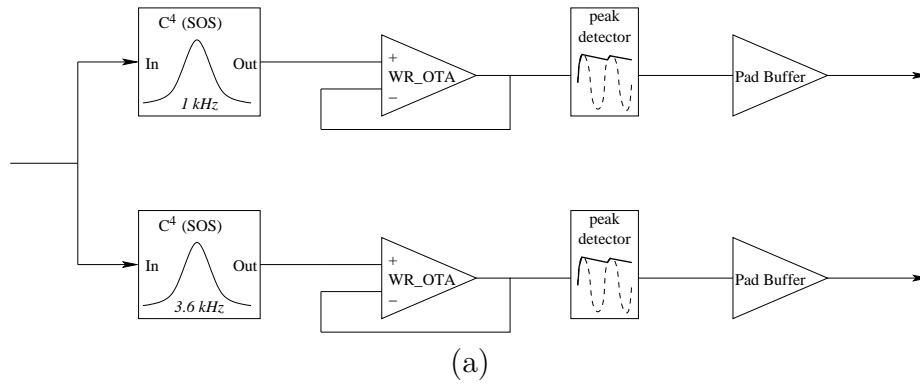 C⁴ (SOS)
In
Out
1 kHz
+
WR_OTA
−
peak
detector
Pad Buffer
C⁴ (SOS)
In
Out
3.6 kHz
+
WR_OTA
−
peak
detector
Pad Buffer
(a)